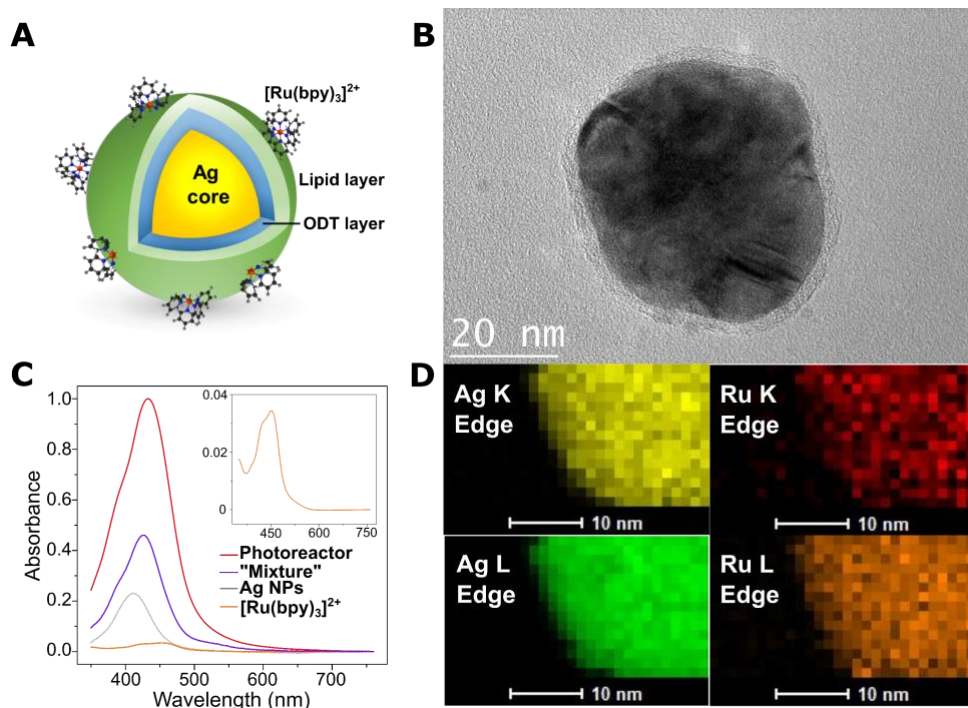 A
[Ru(bpy)₃]²⁺
Ag
core
Lipid layer
ODT layer
B
20 nm
C
Absorbance
1.0
0.8
0.6
0.4
0.2
0.0
400
500
600
700
Wavelength (nm)
0.04
0.02
0
450
600
750
Photoreactor
"Mixture"
Ag NPs
[Ru(bpy)₃]²⁺
D
Ag K
Edge
10 nm
Ru K
Edge
10 nm
Ag L
Edge
10 nm
Ru L
Edge
10 nm